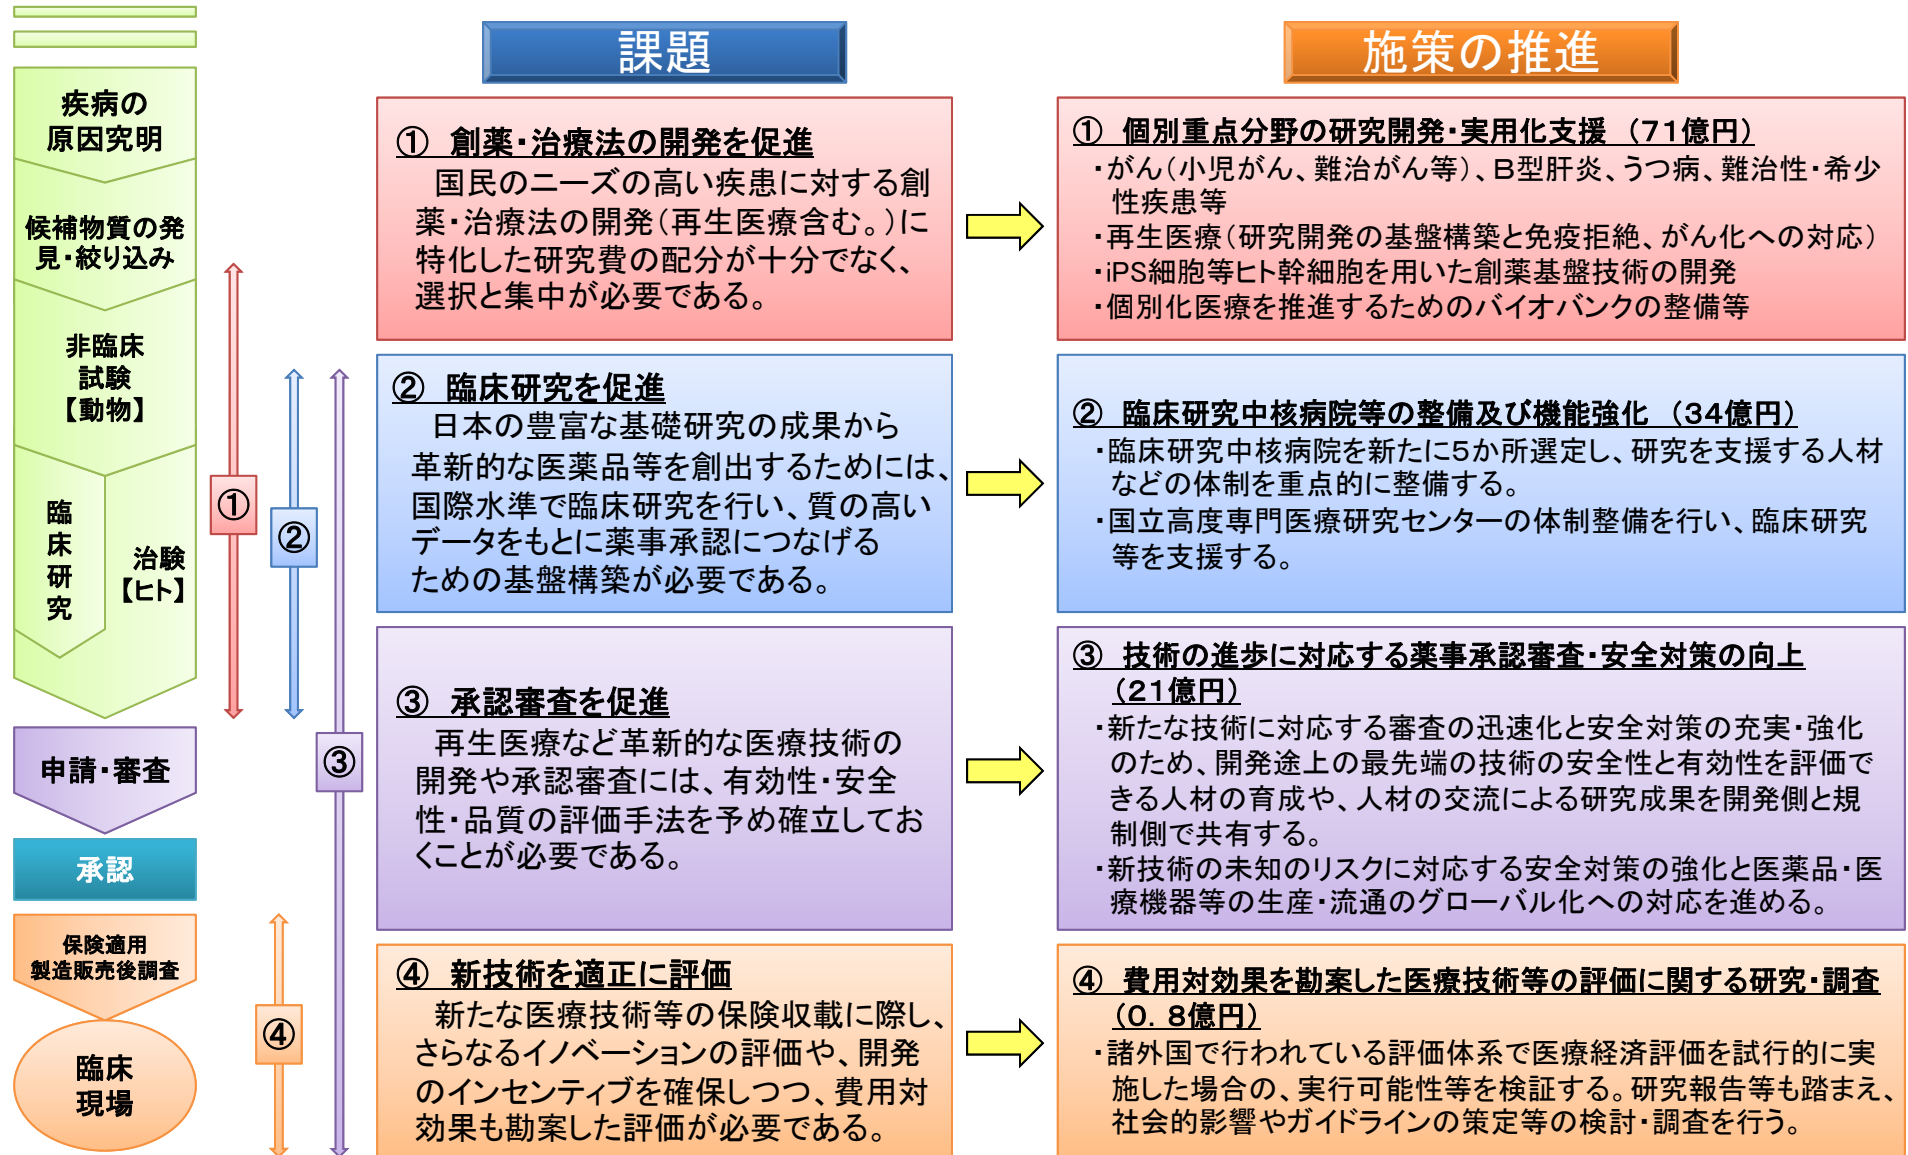 課題
施策の推進
疾病の
原因究明
候補物質の発
見・絞り込み
非臨床
試験
【動物】
臨
床
研
究
治験
【ヒト】
申請・審査
承認
保険適用
製造販売後調査
臨床
現場
①
②
③
④
① 創薬・治療法の開発を促進
国民のニーズの高い疾患に対する創
薬・治療法の開発(再生医療含む。)に
特化した研究費の配分が十分でなく、
選択と集中が必要である。
① 個別重点分野の研究開発・実用化支援 (71億円)
・がん(小児がん、難治がん等)、B型肝炎、うつ病、難治性・希少
性疾患等
・再生医療(研究開発の基盤構築と免疫拒絶、がん化への対応)
・iPS細胞等ヒト幹細胞を用いた創薬基盤技術の開発
・個別化医療を推進するためのバイオバンクの整備等
② 臨床研究を促進
日本の豊富な基礎研究の成果から
革新的な医薬品等を創出するためには、
国際水準で臨床研究を行い、質の高い
データをもとに薬事承認につなげる
ための基盤構築が必要である。
② 臨床研究中核病院等の整備及び機能強化 (34億円)
・臨床研究中核病院を新たに5か所選定し、研究を支援する人材
などの体制を重点的に整備する。
・国立高度専門医療研究センターの体制整備を行い、臨床研究
等を支援する。
③ 承認審査を促進
再生医療など革新的な医療技術の
開発や承認審査には、有効性・安全
性・品質の評価手法を予め確立してお
くことが必要である。
③ 技術の進歩に対応する薬事承認審査・安全対策の向上
(21億円)
・新たな技術に対応する審査の迅速化と安全対策の充実・強化
のため、開発途上の最先端の技術の安全性と有効性を評価で
きる人材の育成や、人材の交流による研究成果を開発側と規
制側で共有する。
・新技術の未知のリスクに対応する安全対策の強化と医薬品・医
療機器等の生産・流通のグローバル化への対応を進める。
④ 新技術を適正に評価
新たな医療技術等の保険収載に際し、
さらなるイノベーションの評価や、開発
のインセンティブを確保しつつ、費用対
効果も勘案した評価が必要である。
④ 費用対効果を勘案した医療技術等の評価に関する研究・調査
(0.8億円)
・諸外国で行われている評価体系で医療経済評価を試行的に実
施した場合の、実行可能性等を検証する。研究報告等も踏まえ、
社会的影響やガイドラインの策定等の検討・調査を行う。